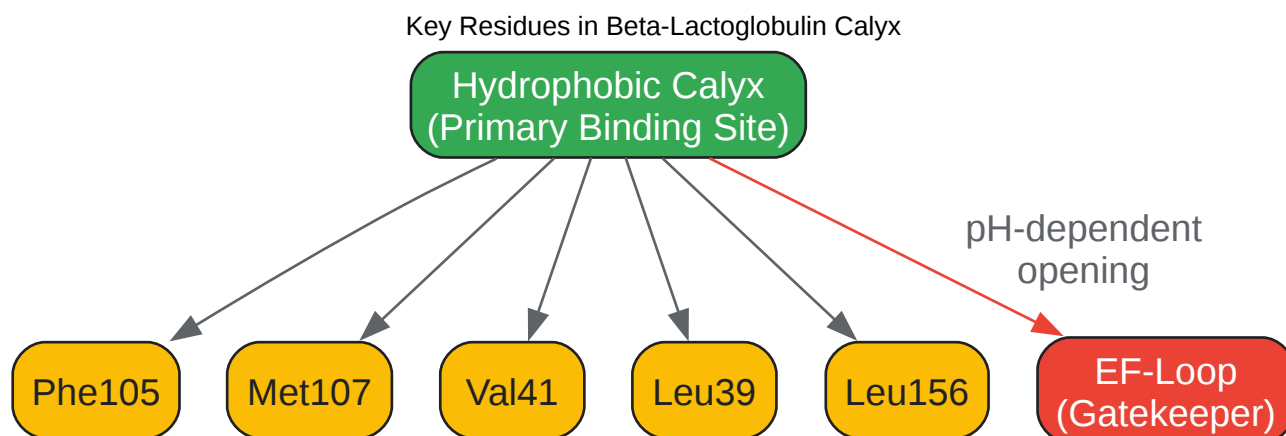 Key Residues in Beta-Lactoglobulin Calyx
Hydrophobic Calyx
(Primary Binding Site)
pH-dependent
opening
Phe105
Met107
Val41
Leu39
Leu156
EF-Loop
(Gatekeeper)